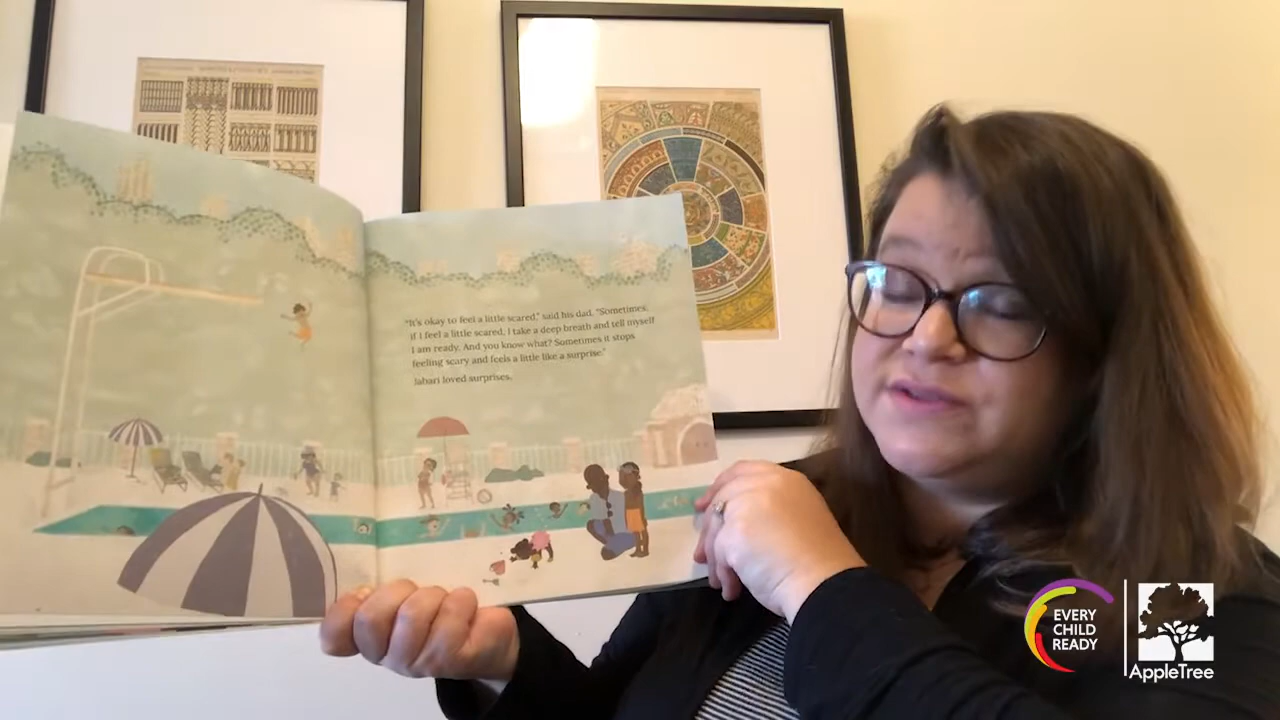 "It's okay to feel a little scared," said his dad. "Sometimes,
if I feel a little scared, I take a deep breath and tell myself
I am ready. And you know what? Sometimes it stops
feeling scary and feels a little like a surprise."
Jabari loved surprises.
EVERY
CHILD
READY
AppleTree